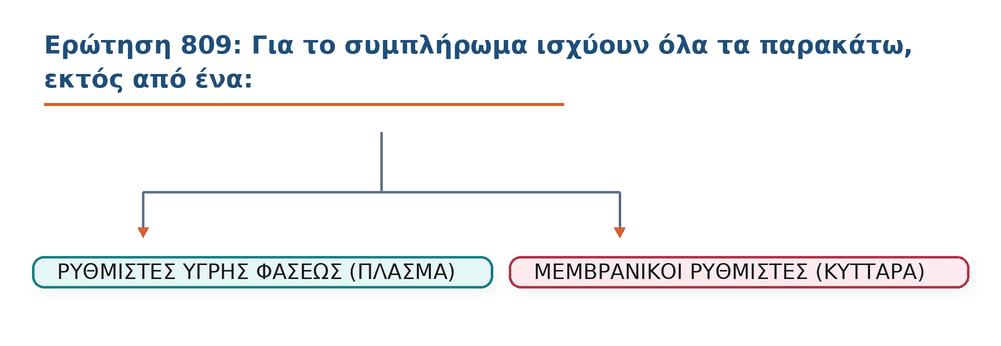 Ερώτηση 809: Για το συμπλήρωμα ισχύουν όλα τα παρακάτω,
εκτός από ένα:
ΡΥΘΜΙΣΤΕΣ ΥΓΡΗΣ ΦΑΣΕΩΣ (ΠΛΑΣΜΑ)
ΜΕΜΒΡΑΝΙΚΟΙ ΡΥΘΜΙΣΤΕΣ (ΚΥΤΤΑΡΑ)